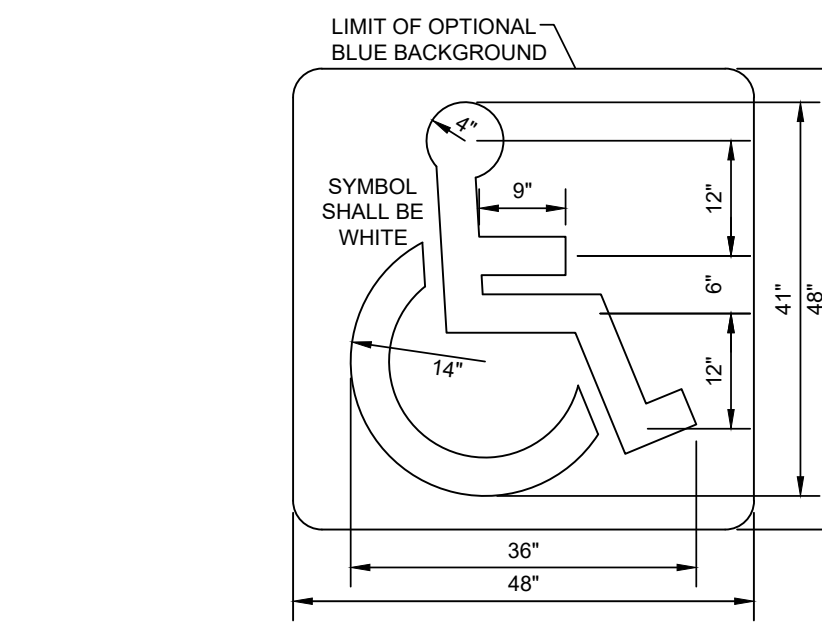 LIMIT OF OPTIONAL
BLUE BACKGROUND
4"
SYMBOL
SHALL BE
WHITE
9"
12"
6"
41"
48"
12"
14"
36"
48"